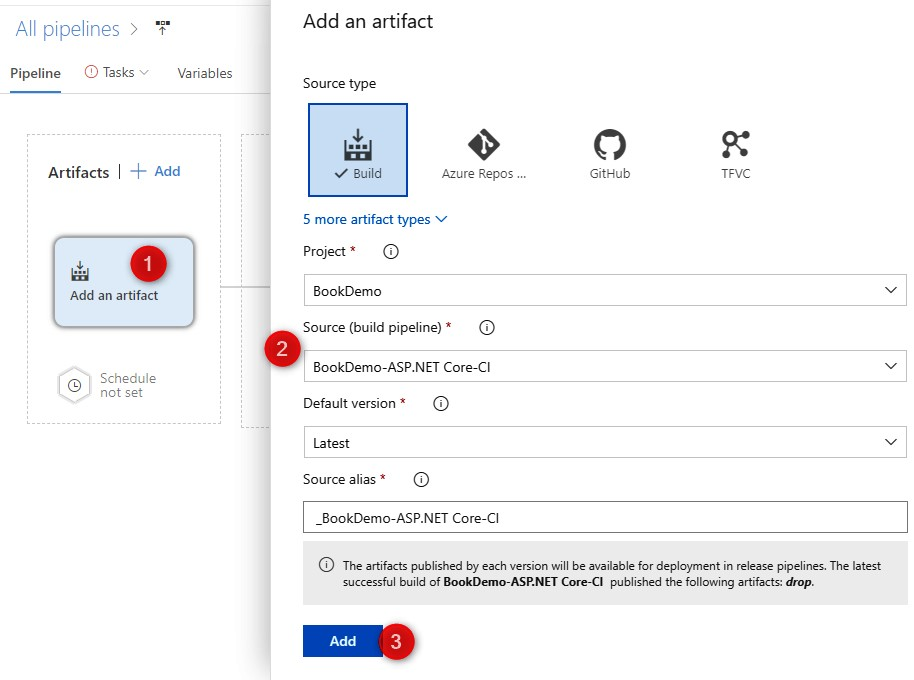 All pipelines >
Pipeline
Tasks
Variables
Artifacts | + Add
1
Add an artifact
Schedule
not set
Add an artifact
Source type
Build
Azure Repos ...
GitHub
TFVC
5 more artifact types
Project *
BookDemo
Source (build pipeline) *
2
BookDemo-ASP.NET Core-CI
Default version *
Latest
Source alias *
_BookDemo-ASP.NET Core-CI
The artifacts published by each version will be available for deployment in release pipelines. The latest
successful build of BookDemo-ASP.NET Core-CI published the following artifacts: drop.
Add
3